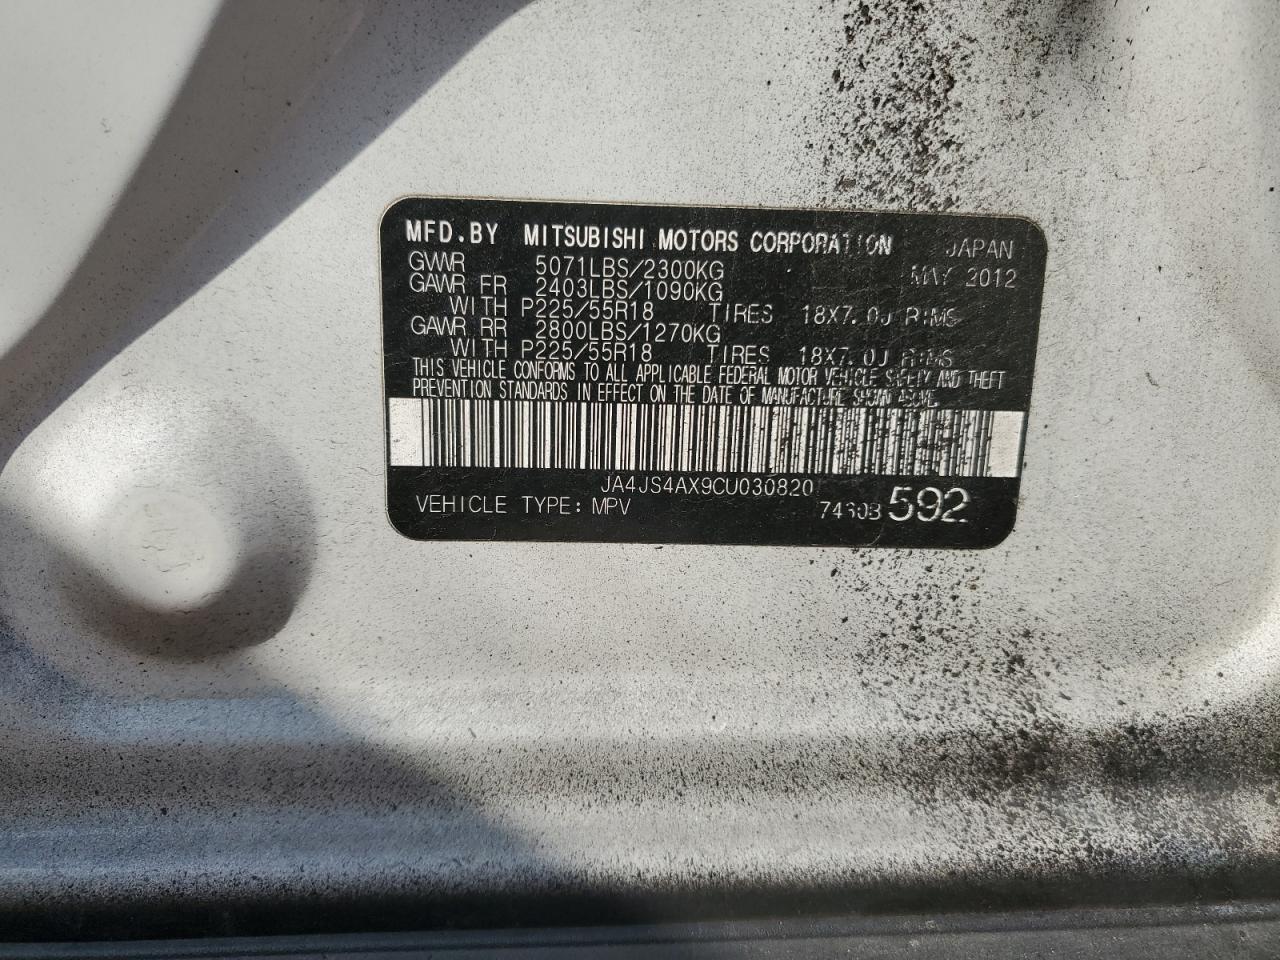 MFD.BY MITSUBISHI MOTORS CORPORATION JAPAN
GVWR 5071LBS/2300KG MAY 2012
GAWR FR 2403LBS/1090KG
WITH P225/55R18 TIRES 18X7.0J RIMS
GAWR RR 2800LBS/1270KG
WITH P225/55R18 TIRES 18X7.0J RIMS
THIS VEHICLE CONFORMS TO ALL APPLICABLE FEDERAL MOTOR VEHICLE SAFETY AND THEFT
PREVENTION STANDARDS IN EFFECT ON THE DATE OF MANUFACTURE SHOWN ABOVE.
JA4JS4AX9CU030820
VEHICLE TYPE: MPV 592